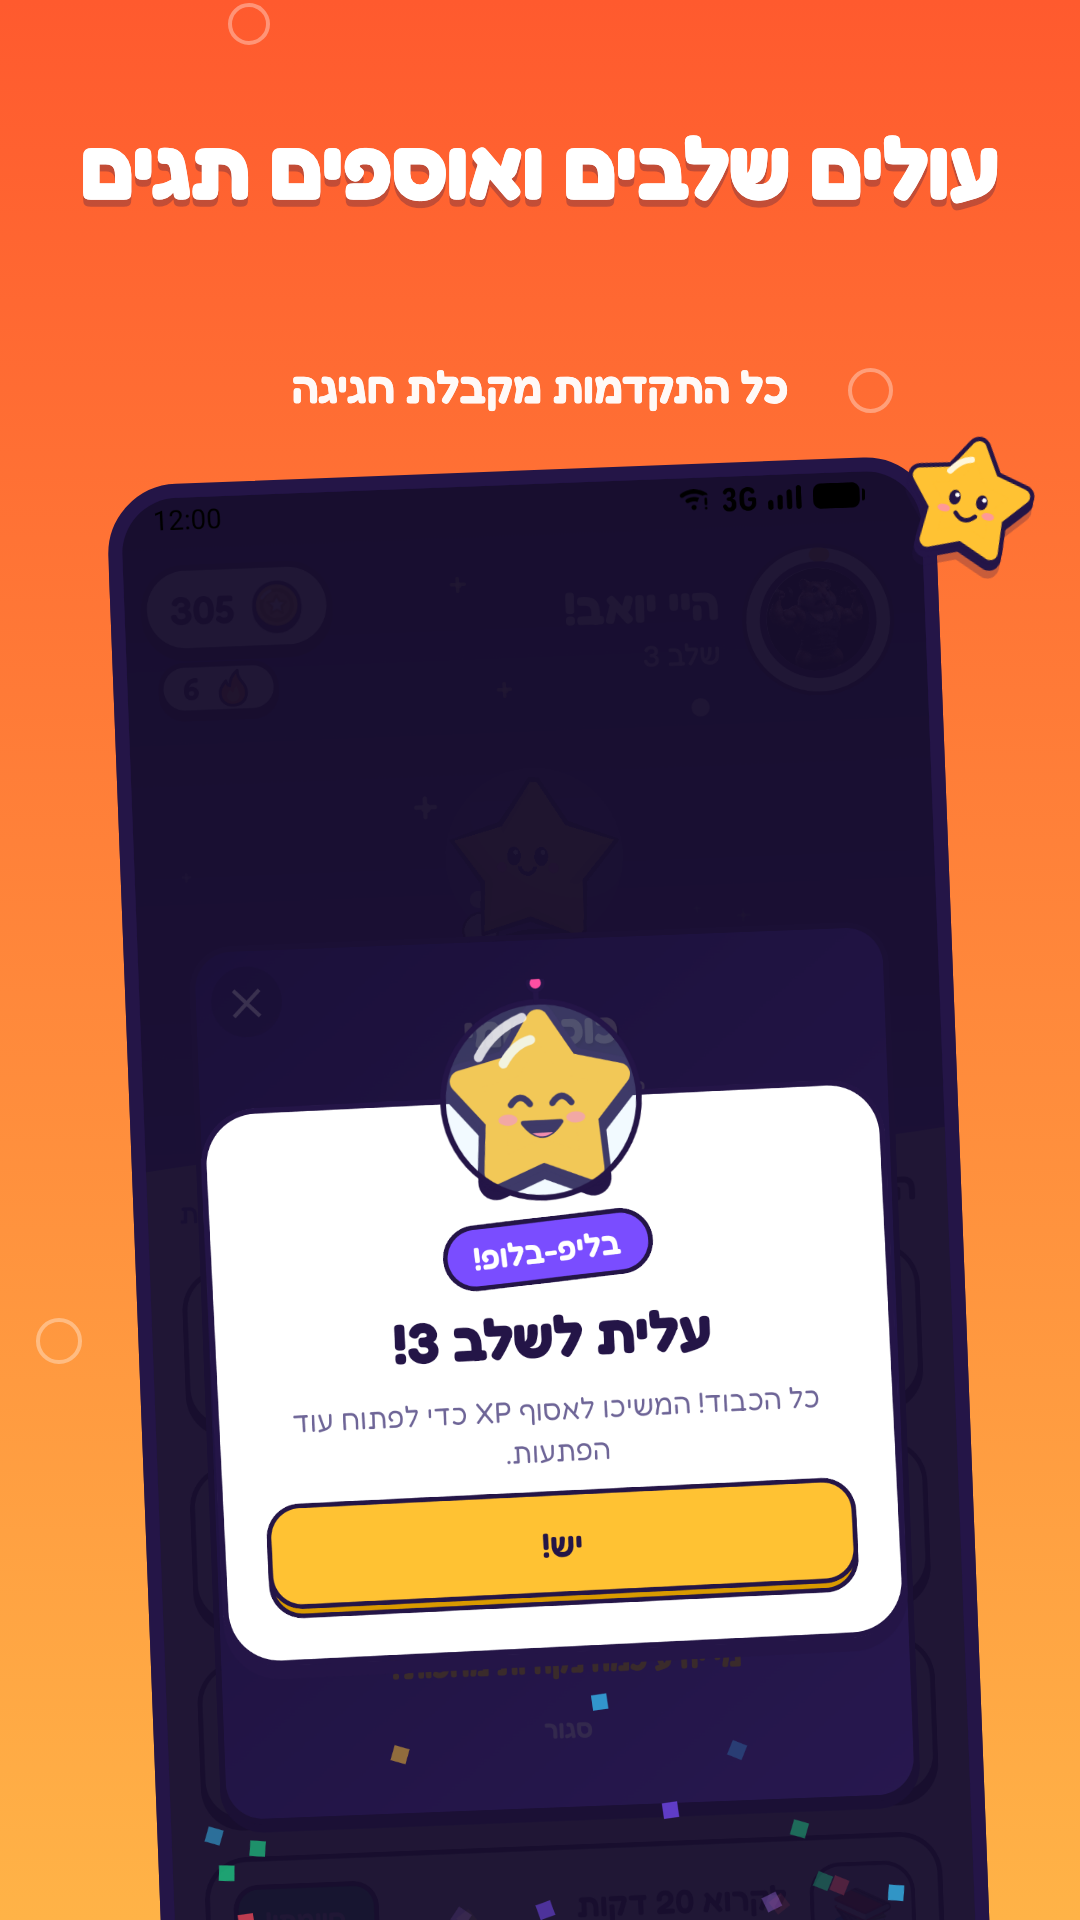 עולים שלבים ואוספים תגים
כל התקדמות מקבלת חגיגה
12:00
3G
היי יואב!
305
שלב 3
6
בליפ-בלופ!
עלית לשלב 3!
כל הכבוד! המשיכו לאסוף XP כדי לפתוח עוד
הפתעות.
יש!
סגור
לקרוא 20 דקות